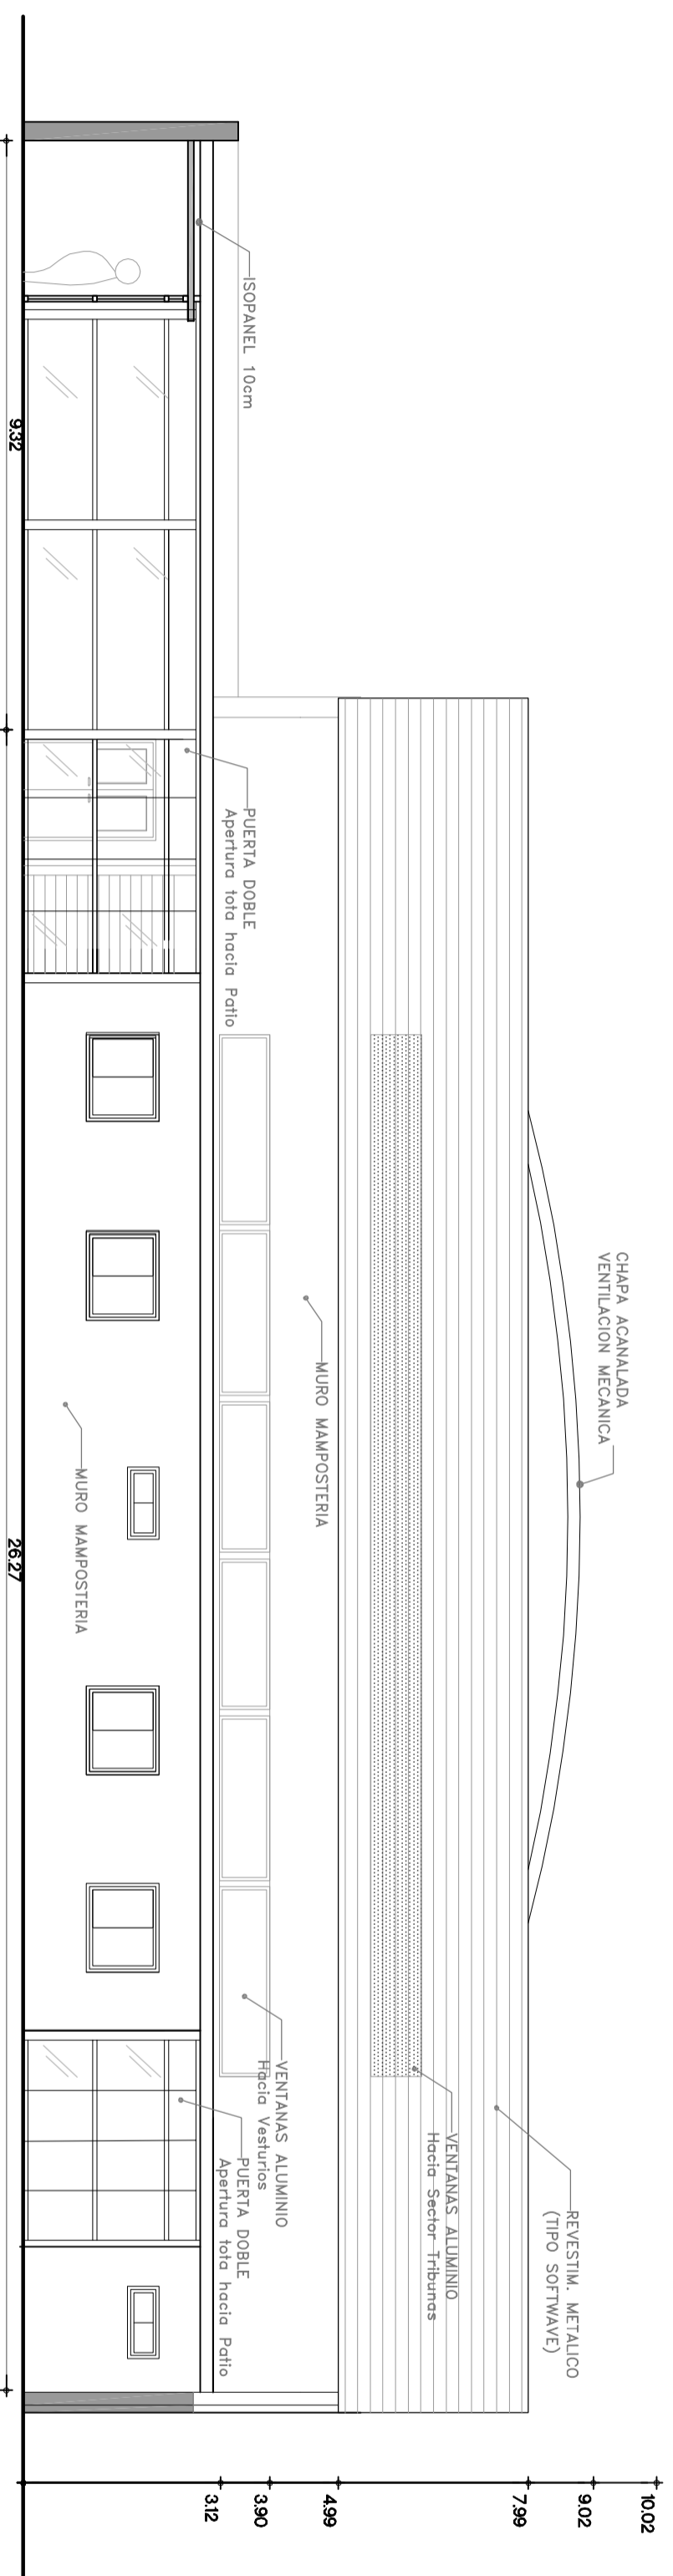 CHAPA ACANALADA
VENTILACION MECANICA
REVESTIM. METALICO
(TIPO SOFTWAVE)
VENTANAS ALUMINIO
Hacia Sector Tribunas
MURO MAMPOSTERIA
VENTANAS ALUMINIO
Hacia Vesturios
ISOPANEL 10cm
PUERTA DOBLE
Apertura tota hacia Patio
PUERTA DOBLE
Apertura tota hacia Patio
MURO MAMPOSTERIA
10.02
9.02
7.99
4.99
3.90
3.12
9.32
26.27